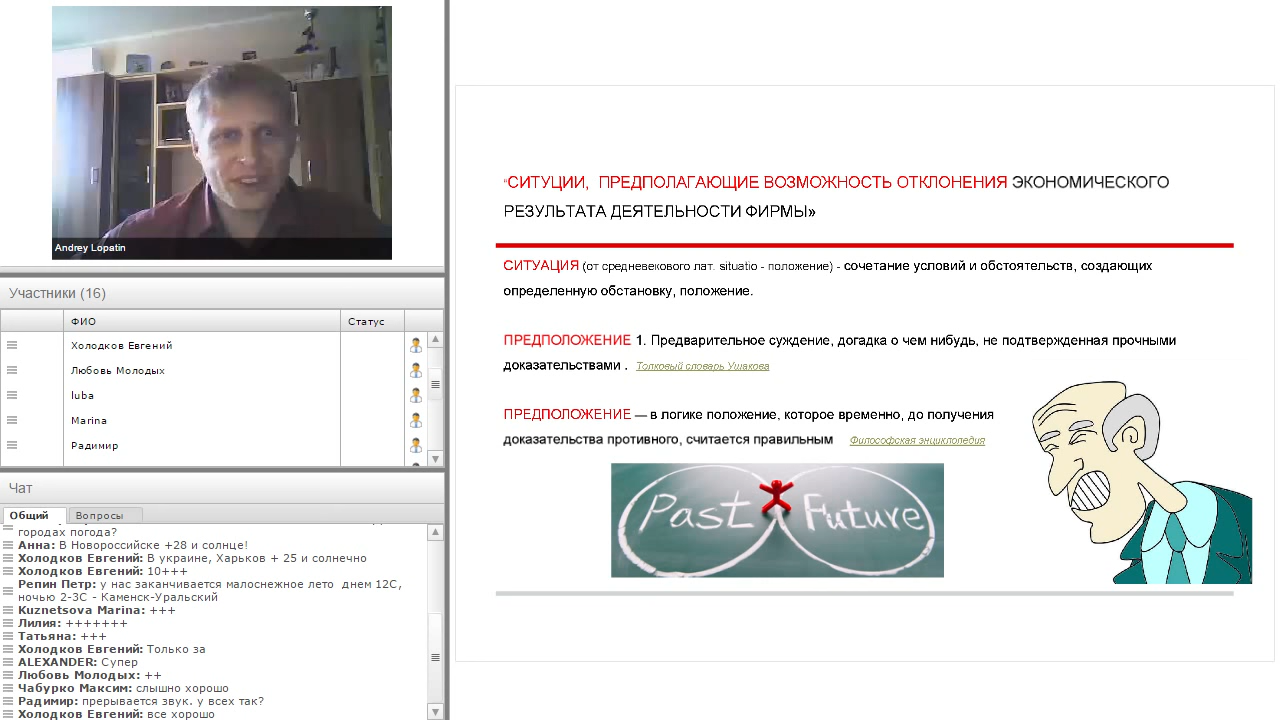 Andrey Lopatin
Участники (16)
ФИО Статус
Холодков Евгений
Любовь Молодых
luba
Marina
Радимир
Чат
Общий Вопросы
городах погода?
Анна: В Новороссийске +28 и солнце!
Холодков Евгений: В украине, Харьков + 25 и солнечно
Холодков Евгений: 10+++
Репин Петр: у нас заканчивается малоснежное лето днем 12С,
ночью 2-3С - Каменск-Уральский
Kuznetsova Marina: +++
Лилия: +++++++
Татьяна: +++
Холодков Евгений: Только за
ALEXANDER: Супер
Любовь Молодых: ++
Чабурко Максим: слышно хорошо
Радимир: прерывается звук. у всех так?
Холодков Евгений: все хорошо
"СИТУЦИИ, ПРЕДПОЛАГАЮЩИЕ ВОЗМОЖНОСТЬ ОТКЛОНЕНИЯ ЭКОНОМИЧЕСКОГО
РЕЗУЛЬТАТА ДЕЯТЕЛЬНОСТИ ФИРМЫ»
СИТУАЦИЯ (от средневекового лат. situatio - положение) - сочетание условий и обстоятельств, создающих
определенную обстановку, положение.
ПРЕДПОЛОЖЕНИЕ 1. Предварительное суждение, догадка о чем нибудь, не подтвержденная прочными
доказательствами . Толковый словарь Ушакова
ПРЕДПОЛОЖЕНИЕ — в логике положение, которое временно, до получения
доказательства противного, считается правильным Философская энциклопедия
Past Future